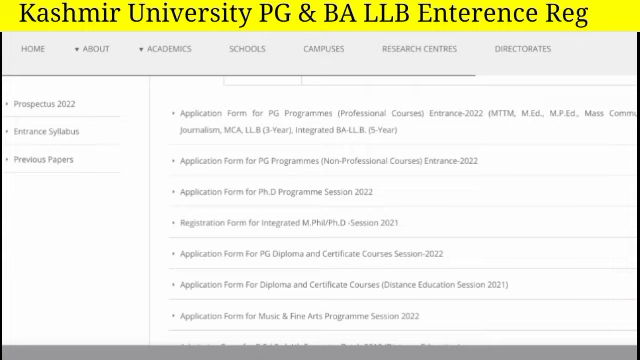 Kashmir University PG & BA LLB Enterence Reg
HOME ABOUT ACADEMICS SCHOOLS CAMPUSES RESEARCH CENTRES DIRECTORATES
Prospectus 2022
Entrance Syllabus
Previous Papers
Application Form for PG Programmes (Professional Courses) Entrance-2022 (MTTM, M.Ed., M.P.Ed., Mass Commu
Journalism, MCA, LL.B (3-Year), Integrated BA-LL.B. (5-Year)
Application Form for PG Programmes (Non-Professional Courses) Entrance-2022
Application Form for Ph.D Programme Session 2022
Registration Form for Integrated M.Phil/Ph.D -Session 2021
Application Form For PG Diploma and Certificate Courses Session-2022
Application Form For Diploma and Certificate Courses (Distance Education Session 2021)
Application Form for Music & Fine Arts Programme Session 2022